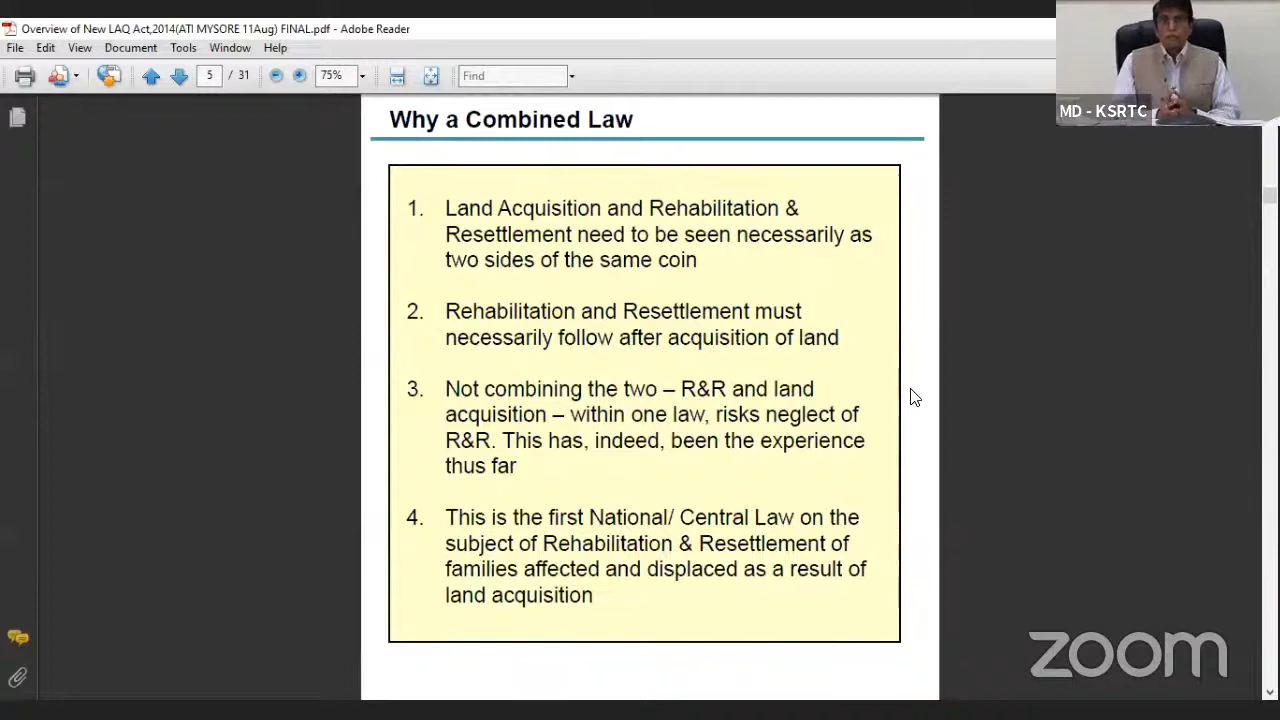 Overview of New LAQ Act,2014(ATI MYSORE 11Aug) FINAL.pdf - Adobe Reader
File Edit View Document Tools Window Help
5 / 31 75% Find
MD - KSRTC
Why a Combined Law
1. Land Acquisition and Rehabilitation &
Resettlement need to be seen necessarily as
two sides of the same coin
2. Rehabilitation and Resettlement must
necessarily follow after acquisition of land
3. Not combining the two – R&R and land
acquisition – within one law, risks neglect of
R&R. This has, indeed, been the experience
thus far
4. This is the first National/ Central Law on the
subject of Rehabilitation & Resettlement of
families affected and displaced as a result of
land acquisition
zoom